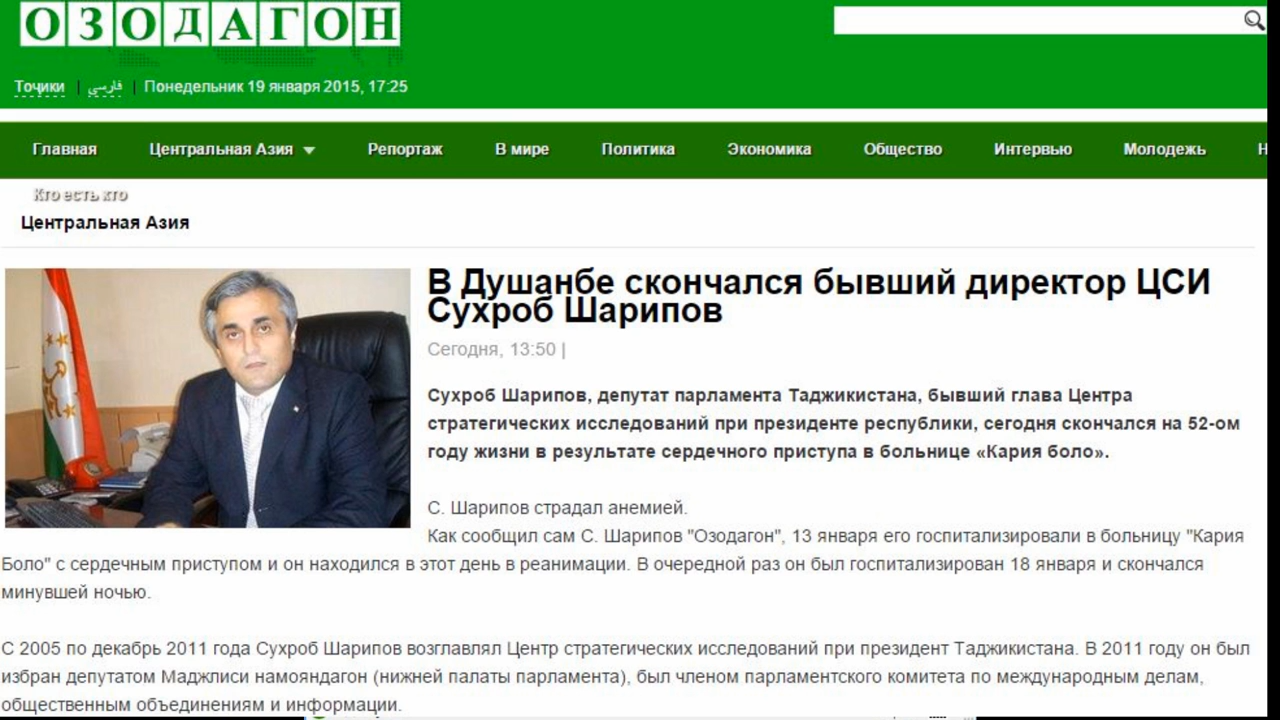 ОЗОДАГОН
Тоҷикӣ | فارسی | Понедельник 19 января 2015, 17:25
Главная Центральная Азия Репортаж В мире Политика Экономика Общество Интервью Молодежь Н
Кто есть кто
Центральная Азия
В Душанбе скончался бывший директор ЦСИ
Сухроб Шарипов
Сегодня, 13:50 |
Сухроб Шарипов, депутат парламента Таджикистана, бывший глава Центра
стратегических исследований при президенте республики, сегодня скончался на 52-ом
году жизни в результате сердечного приступа в больнице «Кария боло».
С. Шарипов страдал анемией.
Как сообщил сам С. Шарипов "Озодагон", 13 января его госпитализировали в больницу "Кария
Боло" с сердечным приступом и он находился в этот день в реанимации. В очередной раз он был госпитализирован 18 января и скончался
минувшей ночью.
С 2005 по декабрь 2011 года Сухроб Шарипов возглавлял Центр стратегических исследований при президент Таджикистана. В 2011 году он был
избран депутатом Маджлиси намояндагон (нижней палаты парламента), был членом парламентского комитета по международным делам,
общественным объединениям и информации.